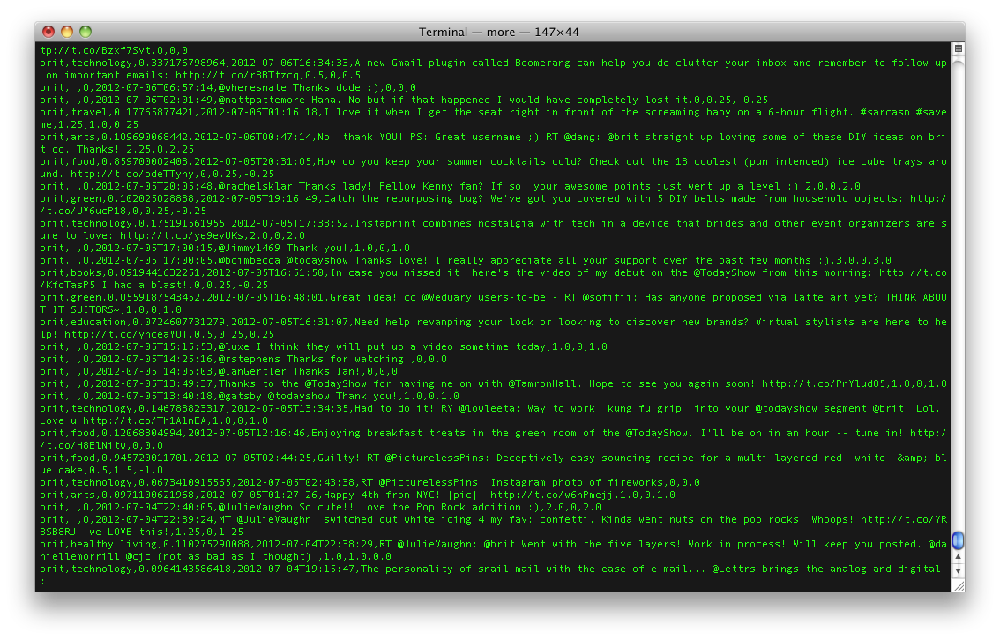 Terminal — more — 147×44
tp://t.co/Bzxf7Svt,0,0,0
brit,technology,0.337176798964,2012-07-06T16:34:33,A new Gmail plugin called Boomerang can help you de-clutter your inbox and remember to follow up
 on important emails: http://t.co/r8BTtzcq,0.5,0,0.5
brit, ,0,2012-07-06T06:57:14,@wheresnate Thanks dude :),0,0,0
brit, ,0,2012-07-06T02:01:49,@mattpattemore Haha. No but if that happened I would have completely lost it,0,0.25,-0.25
brit,travel,0.17765877421,2012-07-06T01:16:18,I love it when I get the seat right in front of the screaming baby on a 6-hour flight. #sarcasm #save
me,1.25,1.0,0.25
brit,arts,0.109690068442,2012-07-06T00:47:14,No  thank YOU! PS: Great username ;) RT @dang: @brit straight up loving some of these DIY ideas on bri
t.co. Thanks!,2.25,0,2.25
brit,food,0.859700002403,2012-07-05T20:31:05,How do you keep your summer cocktails cold? Check out the 13 coolest (pun intended) ice cube trays aro
und. http://t.co/odeTTyny,0,0.25,-0.25
brit, ,0,2012-07-05T20:05:48,@rachelsklar Thanks lady! Fellow Kenny fan? If so  your awesome points just went up a level ;),2.0,0,2.0
brit,green,0.102025028888,2012-07-05T19:16:49,Catch the repurposing bug? We've got you covered with 5 DIY belts made from household objects: http:/
/t.co/UY6ucP18,0,0.25,-0.25
brit,technology,0.175191561955,2012-07-05T17:33:52,Instaprint combines nostalgia with tech in a device that brides and other event organizers are s
ure to love: http://t.co/ye9evUKs,2.0,0,2.0
brit, ,0,2012-07-05T17:00:15,@Jimmy1469 Thank you!,1.0,0,1.0
brit, ,0,2012-07-05T17:00:05,@bcimbecca @todayshow Thanks love! I really appreciate all your support over the past few months :),3.0,0,3.0
brit,books,0.0919441632251,2012-07-05T16:51:50,In case you missed it  here's the video of my debut on the @TodayShow from this morning: http://t.co
/KfoTasP5 I had a blast!,0,0.25,-0.25
brit,green,0.0559187543452,2012-07-05T16:48:01,Great idea! cc @Weduary users-to-be - RT @sofifii: Has anyone proposed via latte art yet? THINK ABOU
T IT SUITORS~,1.0,0,1.0
brit,education,0.0724607731279,2012-07-05T16:31:07,Need help revamping your look or looking to discover new brands? Virtual stylists are here to he
lp! http://t.co/ynceaYUT,0.5,0.25,0.25
brit, ,0,2012-07-05T15:15:53,@luxe I think they will put up a video sometime today,1.0,0,1.0
brit, ,0,2012-07-05T14:25:16,@rstephens Thanks for watching!,0,0,0
brit, ,0,2012-07-05T14:05:03,@IanGertler Thanks Ian!,0,0,0
brit, ,0,2012-07-05T13:49:37,Thanks to the @TodayShow for having me on with @TamronHall. Hope to see you again soon! http://t.co/PnYludO5,1.0,0,1.0
brit, ,0,2012-07-05T13:40:18,@gatsby @todayshow Thank you!,1.0,0,1.0
brit,technology,0.146788823317,2012-07-05T13:34:35,Had to do it! RY @lowleeta: Way to work  kung fu grip  into your @todayshow segment @brit. Lol.
Love u http://t.co/Th1A1nEA,1.0,0,1.0
brit,food,0.12068804994,2012-07-05T12:16:46,Enjoying breakfast treats in the green room of the @TodayShow. I'll be on in an hour -- tune in! http:/
/t.co/H8ElNitw,0,0,0
brit,food,0.945720011701,2012-07-05T02:44:25,Guilty! RT @PicturelessPins: Deceptively easy-sounding recipe for a multi-layered red  white  &amp; bl
ue cake,0.5,1.5,-1.0
brit,technology,0.0673410915565,2012-07-05T02:43:38,RT @PicturelessPins: Instagram photo of fireworks,0,0,0
brit,arts,0.0971100621968,2012-07-05T01:27:26,Happy 4th from NYC! [pic]  http://t.co/w6hPmejj,1.0,0,1.0
brit, ,0,2012-07-04T22:40:05,@JulieVaughn So cute!! Love the Pop Rock addition :),2.0,0,2.0
brit, ,0,2012-07-04T22:39:24,MT @JulieVaughn  switched out white icing 4 my fav: confetti. Kinda went nuts on the pop rocks! Whoops! http://t.co/YR
3SB8RJ  we LOVE this!,1.25,0,1.25
brit,healthy living,0.110275290088,2012-07-04T22:38:29,RT @JulieVaughn: @brit Went with the five layers! Work in process! Will keep you posted. @da
niellemorrill @cjc (not as bad as I thought) ,1.0,1.0,0.0
brit,technology,0.0964143586418,2012-07-04T19:15:47,The personality of snail mail with the ease of e-mail... @Lettrs brings the analog and digital
: